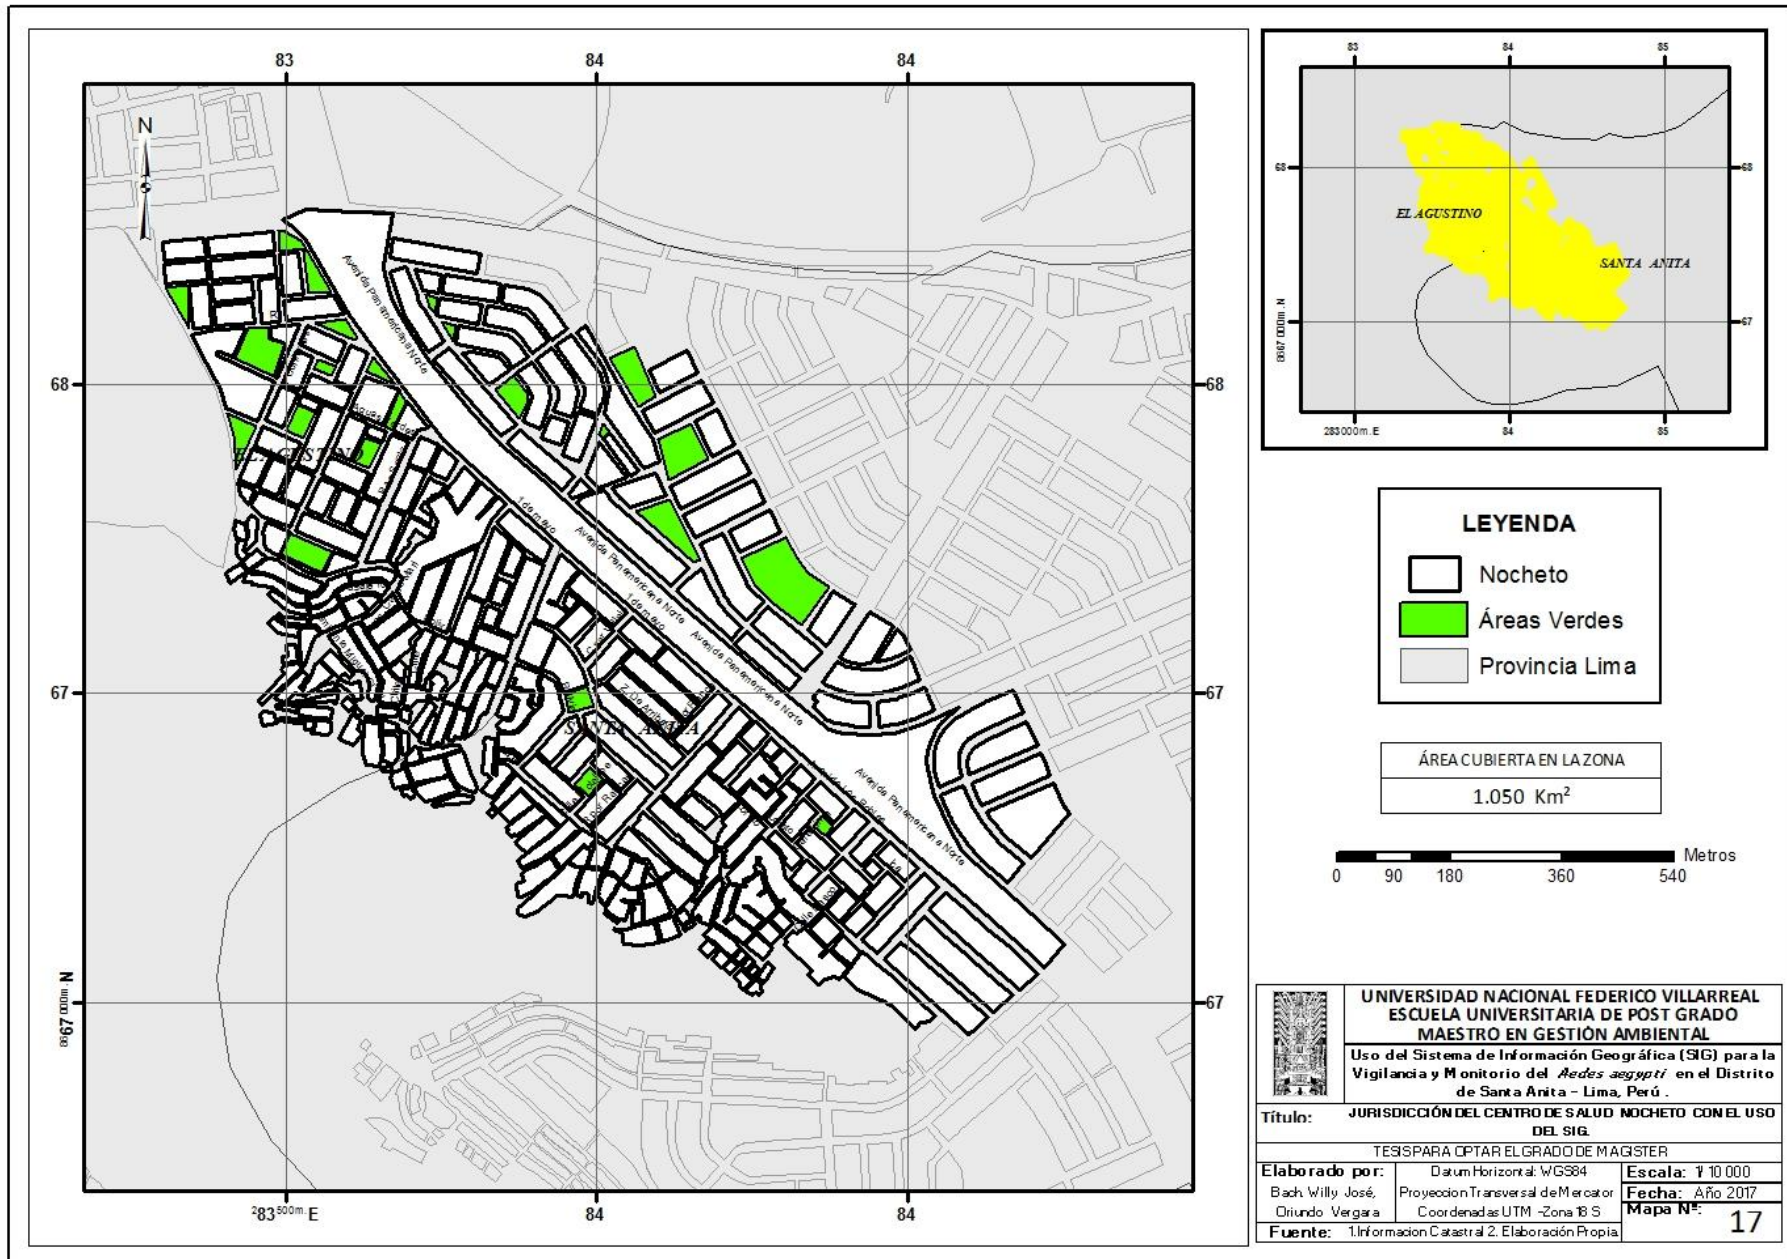 83 84 84
N
68 68
67 67
8667 000m. N 67
283500m. E 84 84
Avenida Panamericana Norte
1 de mayo
Avenida Panamericana Norte
1 de mayo
Avenida Panamericana Norte
Avenida Panamericana Norte
EL AGUSTINO
SANTA ANITA
83 84 85
68 68
EL AGUSTINO
SANTA ANITA
8667 000m. N 67
283000m. E 84 85
LEYENDA
Nocheto
Áreas Verdes
Provincia Lima
ÁREA CUBIERTA EN LA ZONA
1.050 Km²
Metros
0 90 180 360 540
UNIVERSIDAD NACIONAL FEDERICO VILLARREAL
ESCUELA UNIVERSITARIA DE POST GRADO
MAESTRO EN GESTIÓN AMBIENTAL
Uso del Sistema de Información Geográfica (SIG) para la
Vigilancia y Monitorio del Aedes aegypti en el Distrito
de Santa Anita – Lima, Perú .
Título: JURISDICCIÓN DEL CENTRO DE SALUD NOCHETO CON EL USO
DEL SIG.
TESIS PARA OPTAR EL GRADO DE MAGISTER
Elaborado por:
Bach. Willy José,
Oriundo Vergara
Datum Horizontal: WGS84
Proyeccion Transversal de Mercator
Coordenadas UTM -Zona 18 S
Escala: 1/ 10 000
Fecha: Año 2017
Mapa Nº: 17
Fuente: 1.Informacion Catastral 2. Elaboración Propia